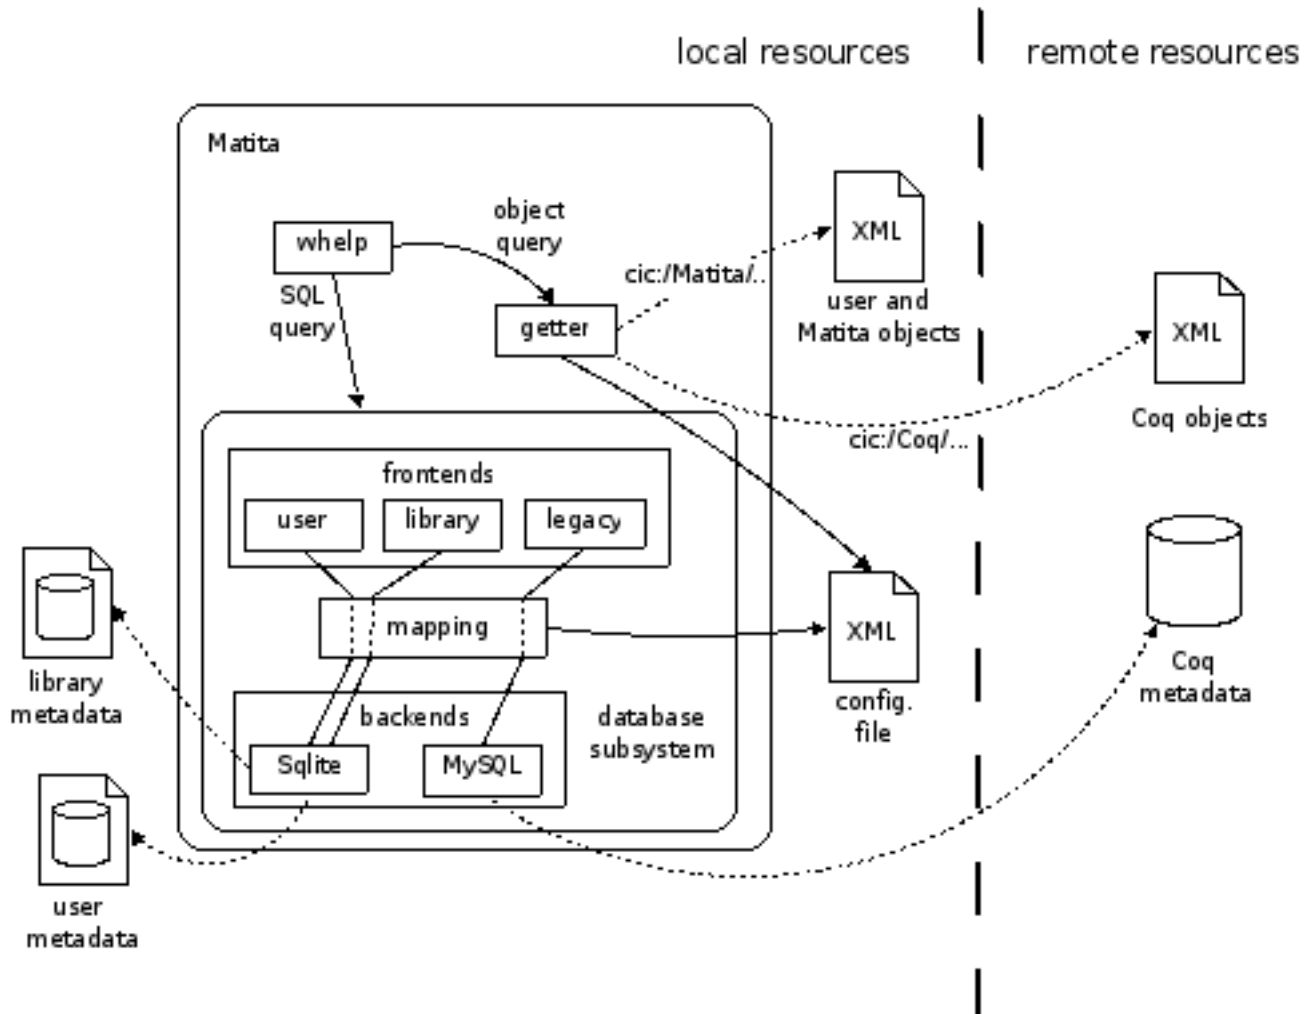 local resources
remote resources
Matita
object
query
whelp
SQL
query
getter
cic:/Matita/..
XML
user and
Matita objects
XML
Coq objects
cic:/Coq/...
frontends
user
library
legacy
mapping
XML
config.
file
library
metadata
backends
Sqlite
MySQL
database
subsystem
Coq
metadata
user
metadata